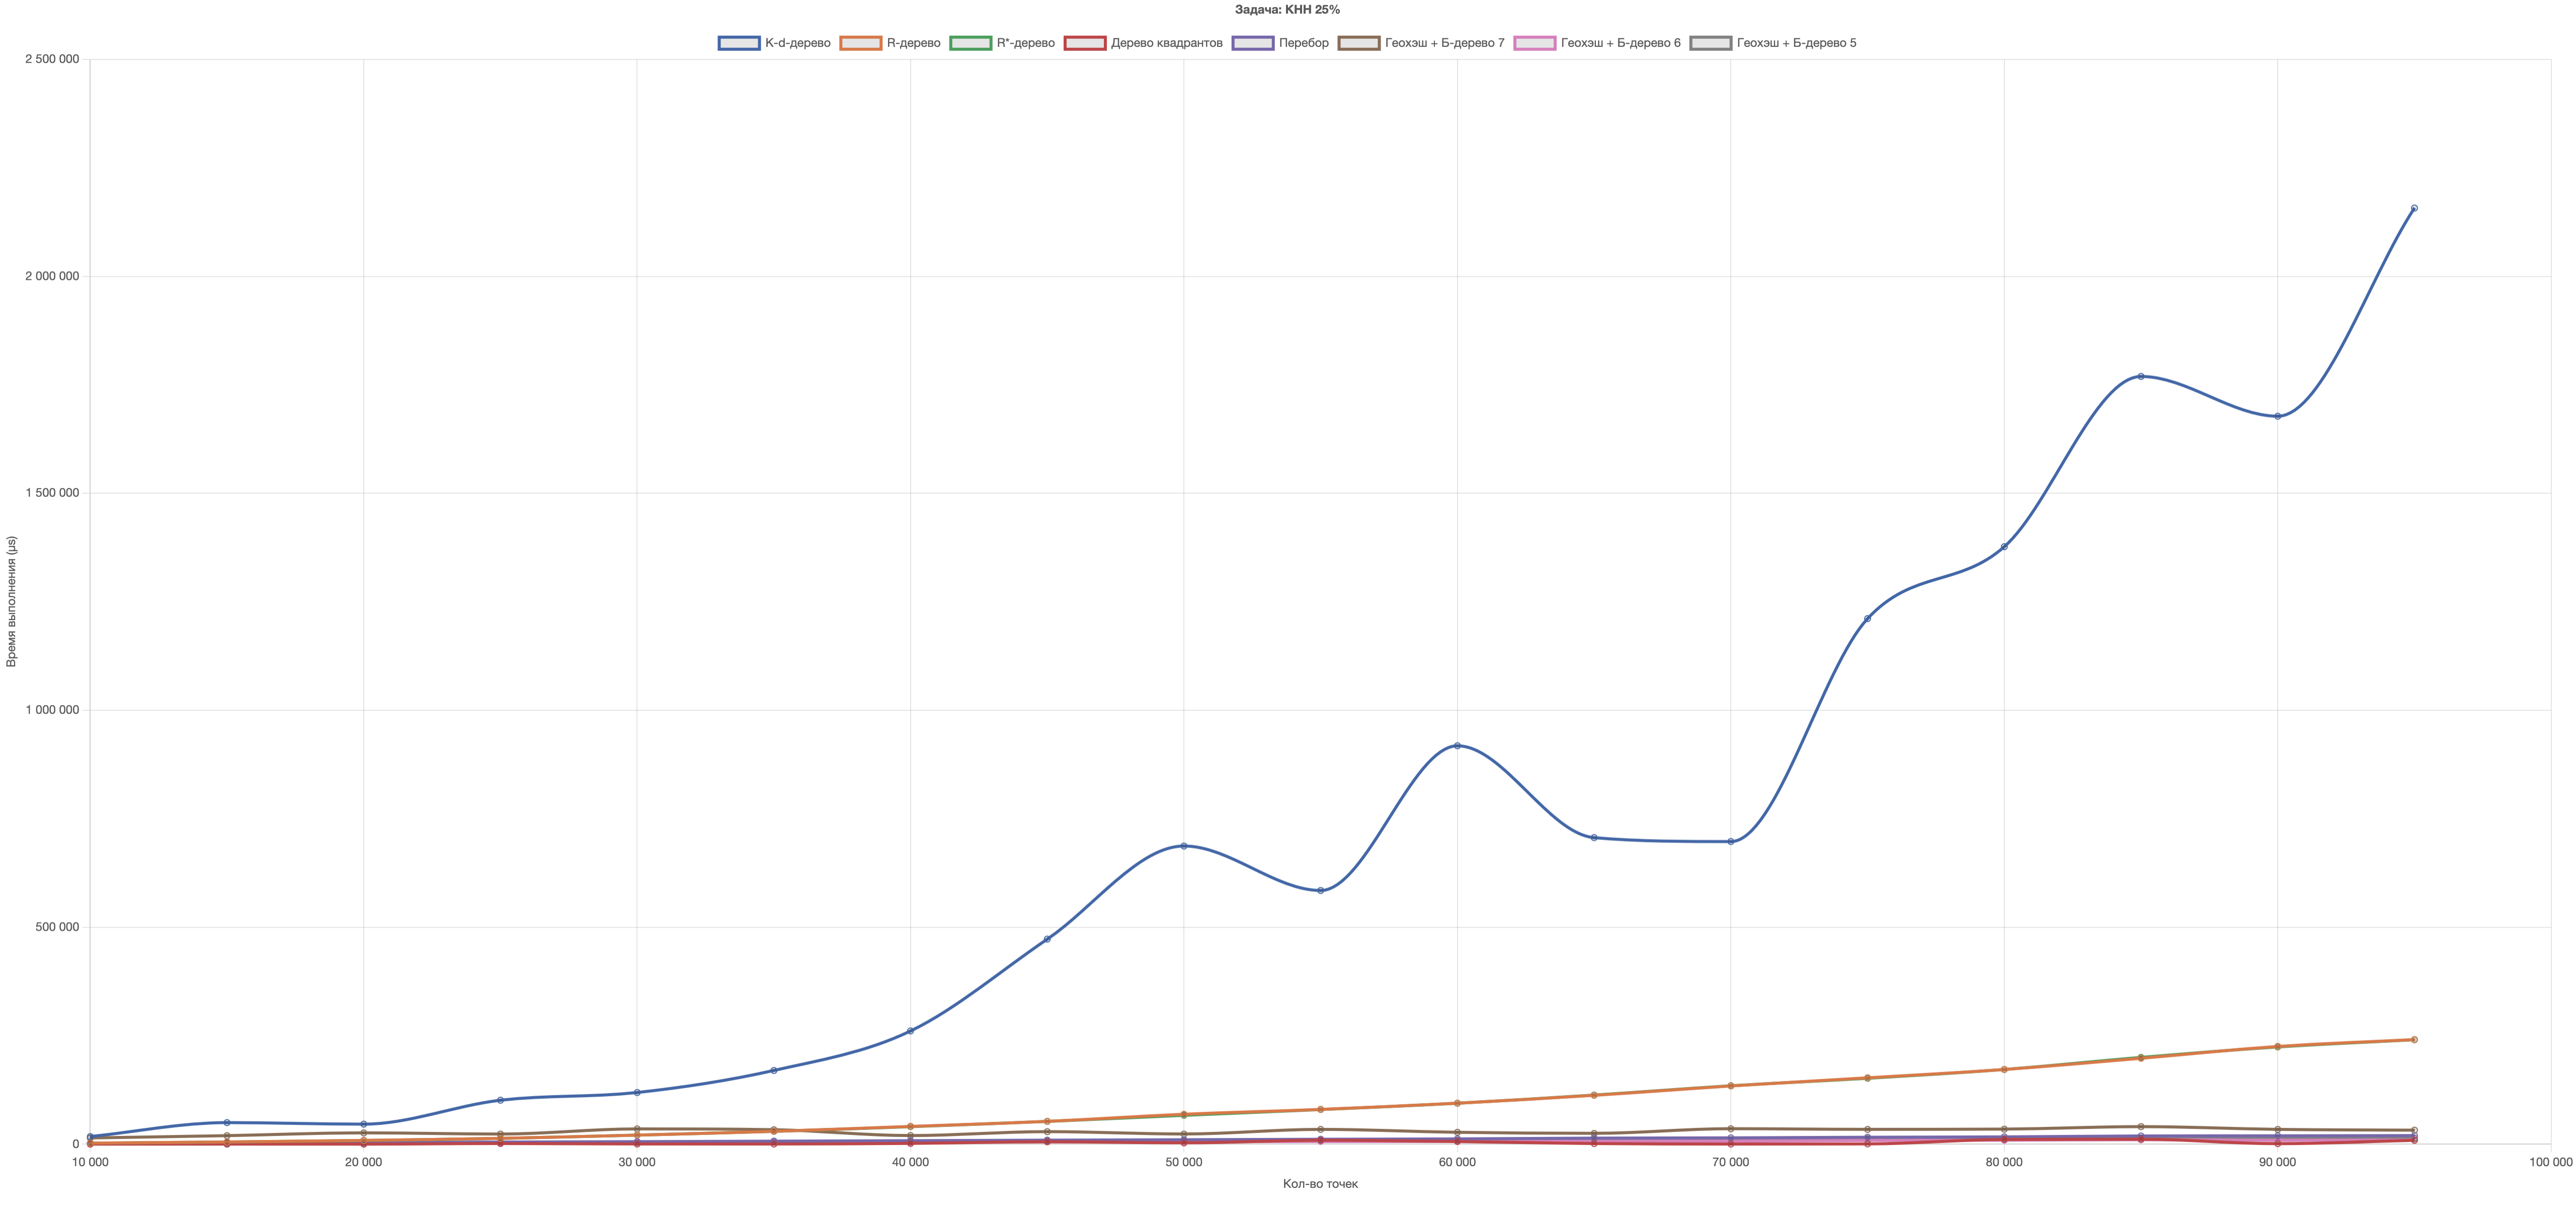 Задача: КНН 25%
K-d-дерево R-дерево R*-дерево Дерево квадрантов Перебор Геохэш + Б-дерево 7 Геохэш + Б-дерево 6 Геохэш + Б-дерево 5
2 500 000
2 000 000
1 500 000
1 000 000
500 000
0
Время выполнения (μs)
10 000 20 000 30 000 40 000 50 000 60 000 70 000 80 000 90 000 100 000
Кол-во точек